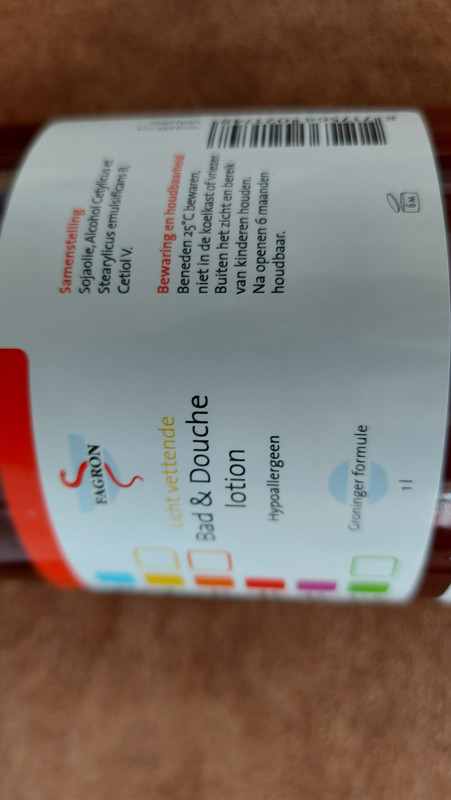 FAGRON
Licht vettende
Bad & Douche
lotion
Hypoallergeen
Groninger formule
1 l
Samenstelling
Sojaolie, Alcohol Cetylicus et
Stearylicus emulsificans B,
Cetiol V.
Bewaring en houdbaarheid
Beneden 25°C bewaren,
niet in de koelkast of vriezer.
Buiten het zicht en bereik
van kinderen houden.
Na openen 6 maanden
houdbaar.
6 M